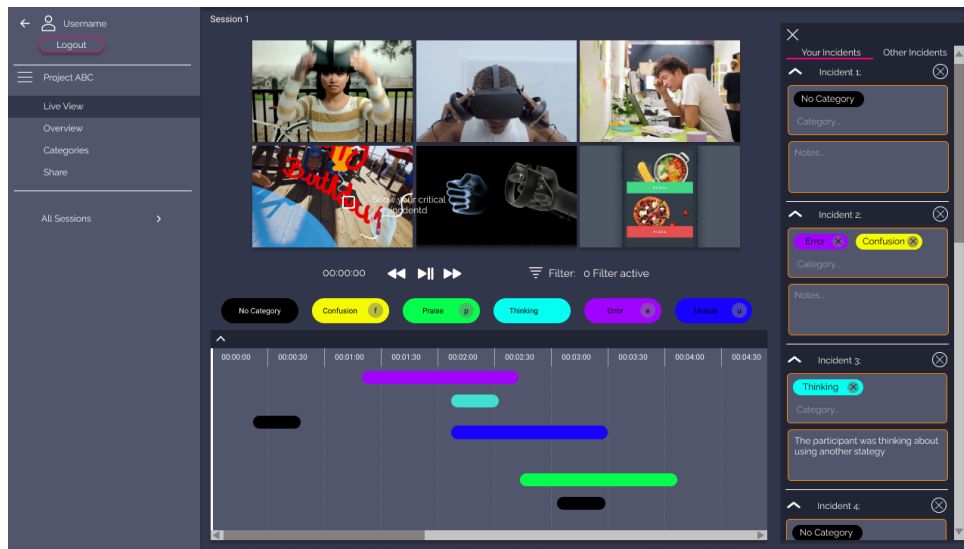 Username
Logout
Project ABC
Live View
Overview
Categories
Share
All Sessions
Session 1
Birthda
Show your critical
incidentd
PASTA
PIZZA
00:00:00
Filter: 0 Filter active
No Category
Confusion f
Praise p
Thinking
Error e
Unsure u
00:00:00 00:00:30 00:01:00 00:01:30 00:02:00 00:02:30 00:03:00 00:03:30 00:04:00 00:04:30
Your Incidents Other Incidents
Incident 1:
No Category
Category...
Notes...
Incident 2:
Error Confusion
Category...
Notes...
Incident 3:
Thinking
Category...
The participant was thinking about
using another stategy
Incident 4:
No Category